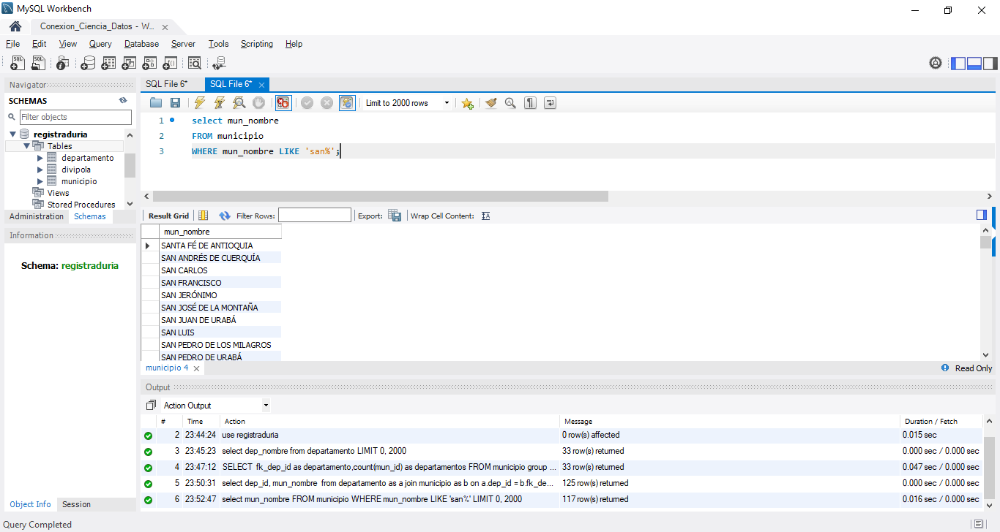 MySQL Workbench
Conexion_Ciencia_Datos - W... ×
File Edit View Query Database Server Tools Scripting Help
Navigator
SCHEMAS
Filter objects
registraduria
Tables
departamento
divipola
municipio
Views
Stored Procedures
Administration Schemas
Information
Schema: registraduria
Object Info Session
SQL File 6* SQL File 6* ×
Limit to 2000 rows
1 select mun_nombre
2 FROM municipio
3 WHERE mun_nombre LIKE 'san%';
Result Grid Filter Rows: Export: Wrap Cell Content:
mun_nombre
SANTA FÉ DE ANTIOQUIA
SAN ANDRÉS DE CUERQUÍA
SAN CARLOS
SAN FRANCISCO
SAN JERÓNIMO
SAN JOSÉ DE LA MONTAÑA
SAN JUAN DE URABÁ
SAN LUIS
SAN PEDRO DE LOS MILAGROS
SAN PEDRO DE URABÁ
municipio 4 × Read Only
Output
Action Output
# Time Action Message Duration / Fetch
2 23:44:24 use registraduria 0 row(s) affected 0.015 sec
3 23:45:23 select dep_nombre from departamento LIMIT 0, 2000 33 row(s) returned 0.000 sec / 0.000 sec
4 23:47:12 SELECT fk_dep_id as departamento,count(mun_id) as departamentos FROM municipio group ... 33 row(s) returned 0.047 sec / 0.000 sec
5 23:50:31 select dep_id, mun_nombre from departamento as a join municipio as b on a.dep_id = b.fk_de... 125 row(s) returned 0.000 sec / 0.000 sec
6 23:52:47 select mun_nombre FROM municipio WHERE mun_nombre LIKE 'san%' LIMIT 0, 2000 117 row(s) returned 0.016 sec / 0.000 sec
Query Completed